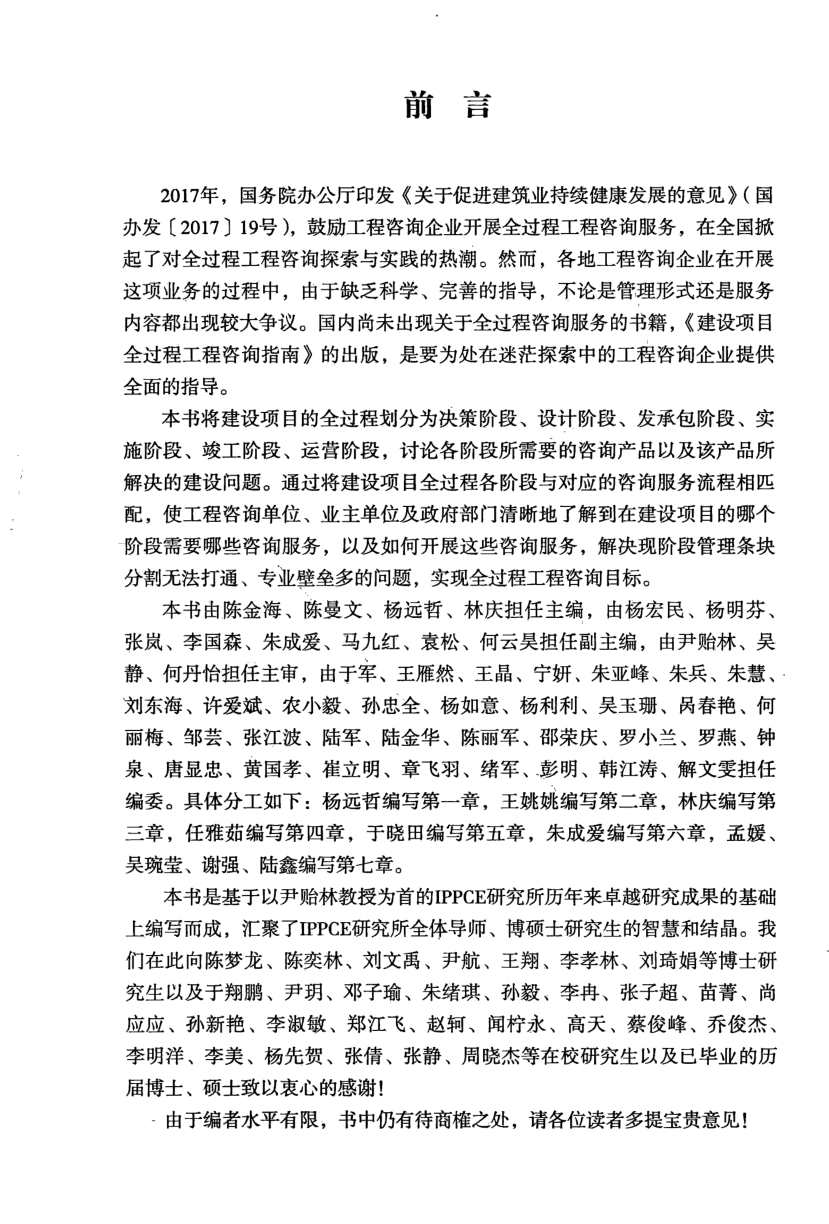 前 言
2017年，国务院办公厅印发《关于促进建筑业持续健康发展的意见》（国
办发〔2017〕19号），鼓励工程咨询企业开展全过程工程咨询服务，在全国掀
起了对全过程工程咨询探索与实践的热潮。然而，各地工程咨询企业在开展
这项业务的过程中，由于缺乏科学、完善的指导，不论是管理形式还是服务
内容都出现较大争议。国内尚未出现关于全过程咨询服务的书籍，《建设项目
全过程工程咨询指南》的出版，是要为处在迷茫探索中的工程咨询企业提供
全面的指导。
本书将建设项目的全过程划分为决策阶段、设计阶段、发承包阶段、实
施阶段、竣工阶段、运营阶段，讨论各阶段所需要的咨询产品以及该产品所
解决的建设问题。通过将建设项目全过程各阶段与对应的咨询服务流程相匹
配，使工程咨询单位、业主单位及政府部门清晰地了解到在建设项目的哪个
阶段需要哪些咨询服务，以及如何开展这些咨询服务，解决现阶段管理条块
分割无法打通、专业壁垒多的问题，实现全过程工程咨询目标。
本书由陈金海、陈曼文、杨远哲、林庆担任主编，由杨宏民、杨明芬、
张岚、李国森、朱成爱、马九红、袁松、何云昊担任副主编，由尹贻林、吴
静、何丹怡担任主审，由于军、王雁然、王晶、宁妍、朱亚峰、朱兵、朱慧、
刘东海、许爱斌、农小毅、孙忠全、杨如意、杨利利、吴玉珊、呙春艳、何
丽梅、邹芸、张江波、陆军、陆金华、陈丽军、邵荣庆、罗小兰、罗燕、钟
泉、唐显忠、黄国孝、崔立明、章飞羽、绪军、彭明、韩江涛、解文雯担任
编委。具体分工如下：杨远哲编写第一章，王姚姚编写第二章，林庆编写第
三章，任雅茹编写第四章，于晓田编写第五章，朱成爱编写第六章，孟媛、
吴琬莹、谢强、陆鑫编写第七章。
本书是基于以尹贻林教授为首的IPPCE研究所历年来卓越研究成果的基础
上编写而成，汇聚了IPPCE研究所全体导师、博硕士研究生的智慧和结晶。我
们在此向陈梦龙、陈奕林、刘文禹、尹航、王翔、李孝林、刘琦娟等博士研
究生以及于翔鹏、尹玥、邓子瑜、朱绪琪、孙毅、李冉、张子超、苗菁、尚
应应、孙新艳、李淑敏、郑江飞、赵轲、闻柠永、高天、蔡俊峰、乔俊杰、
李明洋、李美、杨先贺、张倩、张静、周晓杰等在校研究生以及已毕业的历
届博士、硕士致以衷心的感谢！
由于编者水平有限，书中仍有待商榷之处，请各位读者多提宝贵意见！